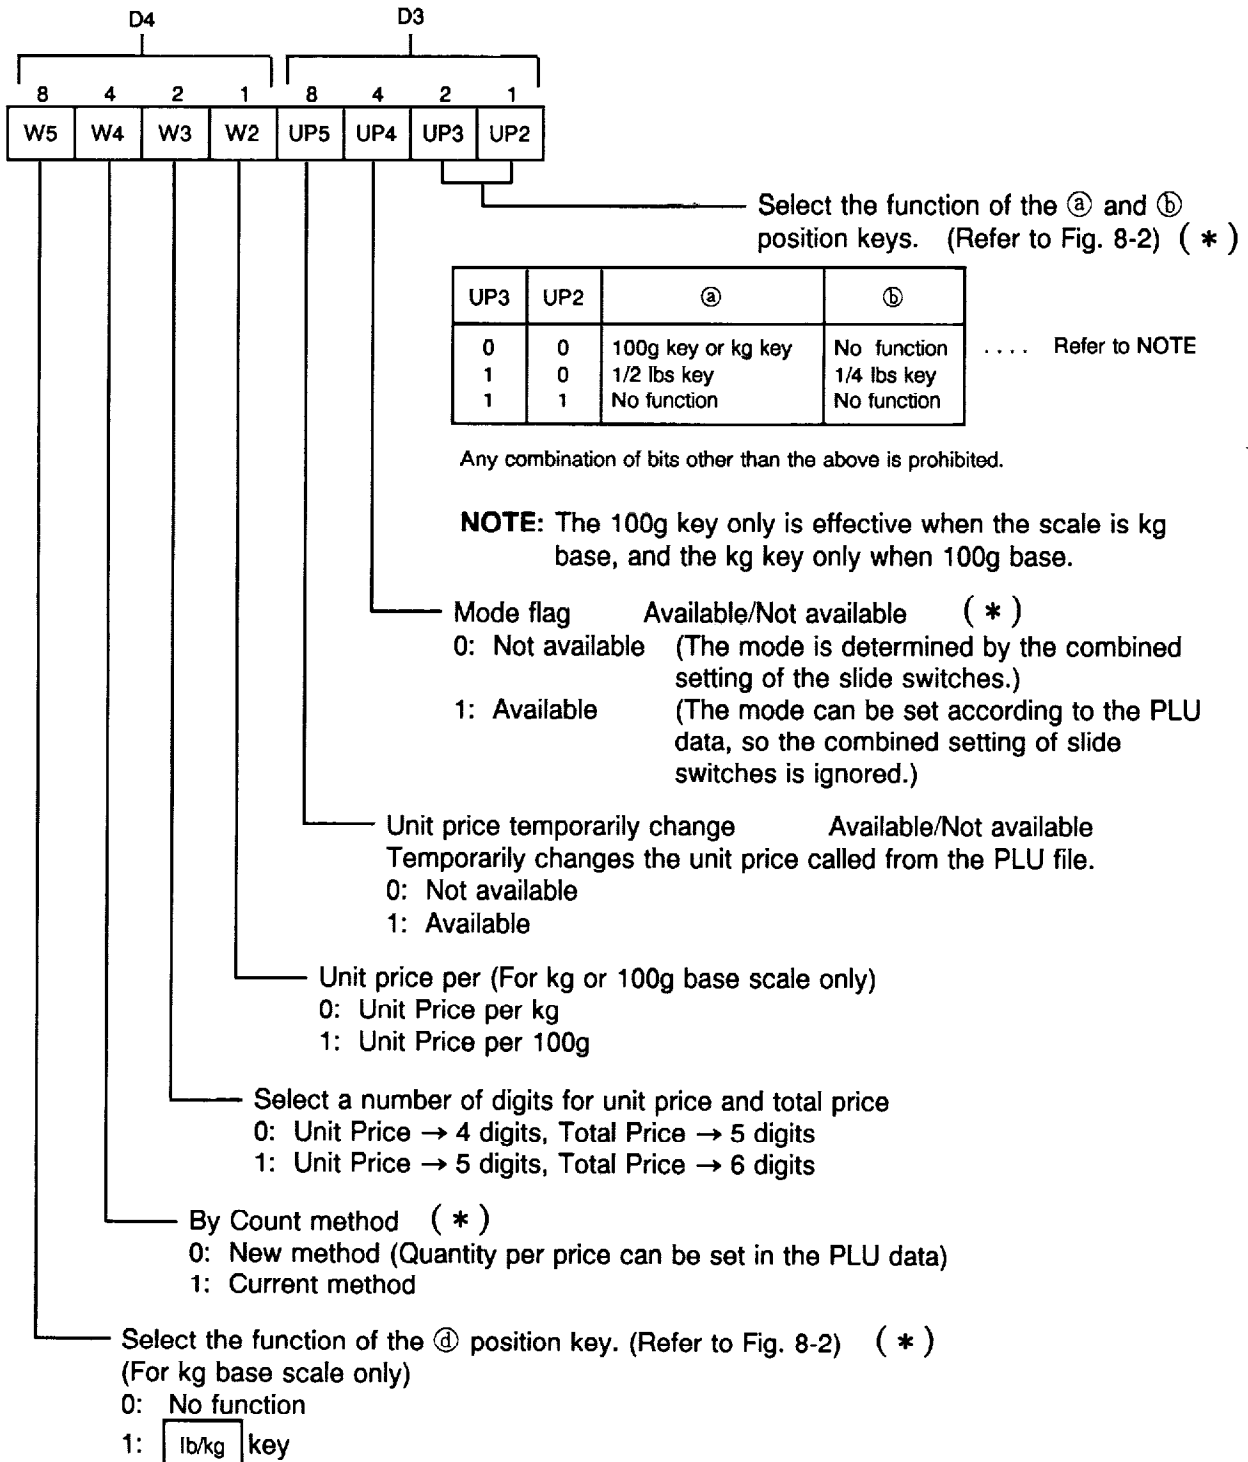 D4 D3
8 4 2 1 8 4 2 1
W5 W4 W3 W2 UP5 UP4 UP3 UP2
Select the function of the ⓐ and ⓑ
position keys. (Refer to Fig. 8-2) ( * )
UP3 UP2 ⓐ ⓑ
0 0 100g key or kg key No function .... Refer to NOTE
1 0 1/2 lbs key 1/4 lbs key
1 1 No function No function
Any combination of bits other than the above is prohibited.
NOTE: The 100g key only is effective when the scale is kg
base, and the kg key only when 100g base.
Mode flag Available/Not available ( * )
0: Not available (The mode is determined by the combined
setting of the slide switches.)
1: Available (The mode can be set according to the PLU
data, so the combined setting of slide
switches is ignored.)
Unit price temporarily change Available/Not available
Temporarily changes the unit price called from the PLU file.
0: Not available
1: Available
Unit price per (For kg or 100g base scale only)
0: Unit Price per kg
1: Unit Price per 100g
Select a number of digits for unit price and total price
0: Unit Price → 4 digits, Total Price → 5 digits
1: Unit Price → 5 digits, Total Price → 6 digits
By Count method ( * )
0: New method (Quantity per price can be set in the PLU data)
1: Current method
Select the function of the ⓓ position key. (Refer to Fig. 8-2) ( * )
(For kg base scale only)
0: No function
1: lb/kg key